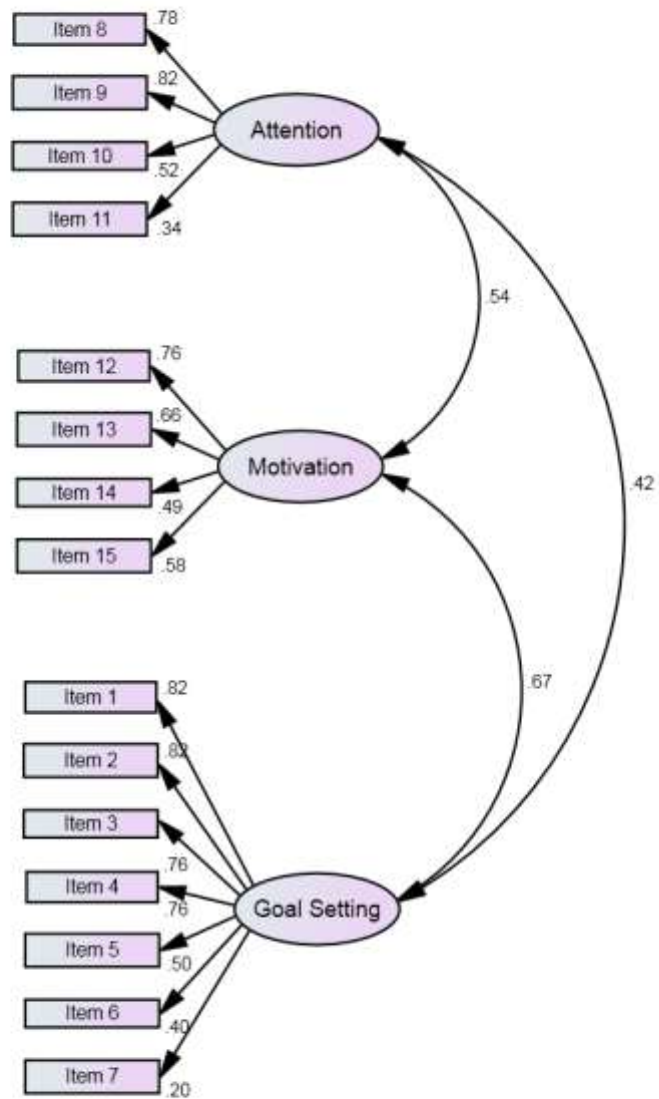 Item 8
.78
Item 9
.82
Item 10
.52
Item 11
.34
Attention
.54
.42
Item 12
.76
Item 13
.66
Item 14
.49
Item 15
.58
Motivation
.67
Item 1
.82
Item 2
.82
Item 3
.76
Item 4
.76
Item 5
.50
Item 6
.40
Item 7
.20
Goal Setting